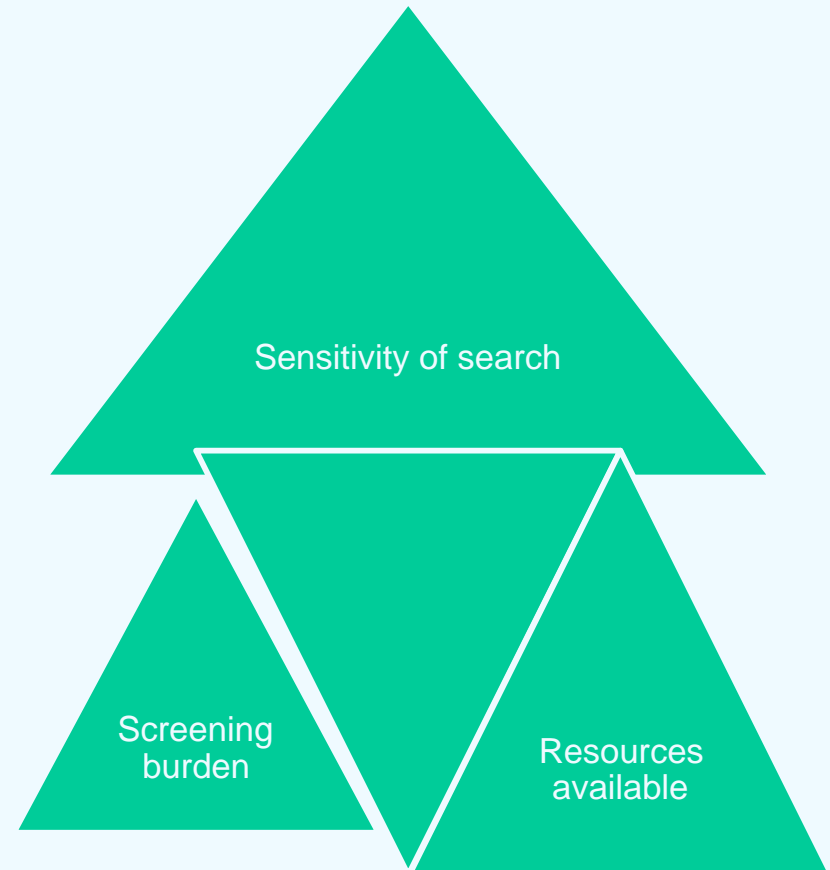 Sensitivity of search
Screening
burden
Resources
available